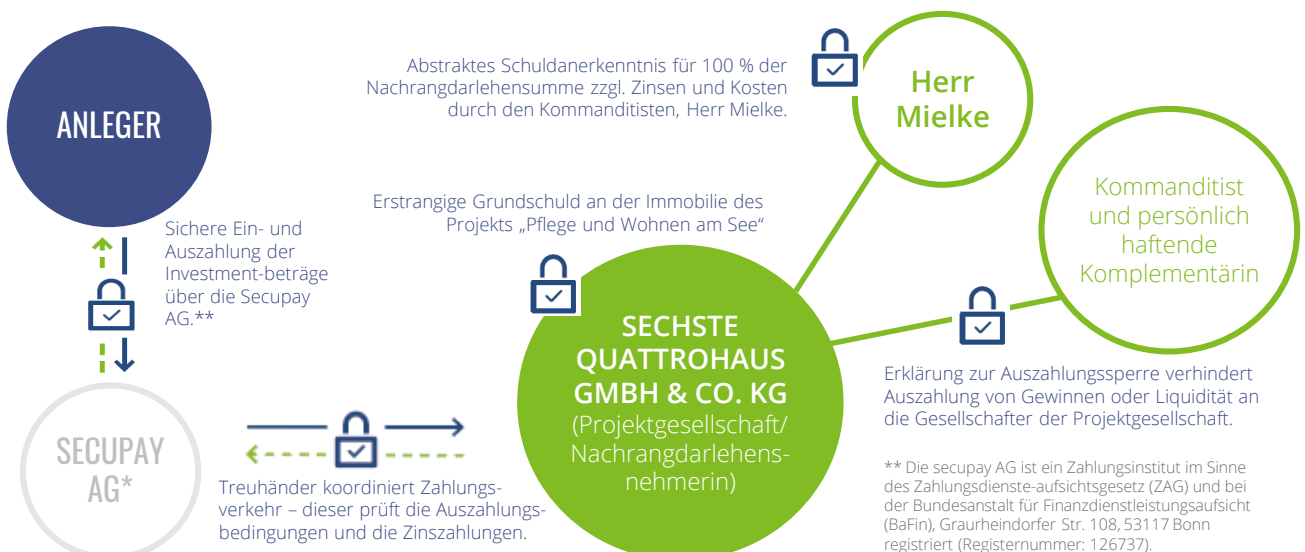 ANLEGER
Abstraktes Schuldanerkenntnis für 100 % der
Nachrangdarlehensumme zzgl. Zinsen und Kosten
durch den Kommanditisten, Herr Mielke.
Herr
Mielke
Erstrangige Grundschuld an der Immobilie des
Projekts „Pflege und Wohnen am See“
Kommanditist
und persönlich
haftende
Komplementärin
Sichere Ein- und
Auszahlung der
Investment-beträge
über die Secupay
AG.**
SECHSTE
QUATTROHAUS
GMBH & CO. KG
(Projektgesellschaft/
Nachrangdarlehens-
nehmerin)
Erklärung zur Auszahlungssperre verhindert
Auszahlung von Gewinnen oder Liquidität an
die Gesellschafter der Projektgesellschaft.
SECUPAY
AG*
Treuhänder koordiniert Zahlungs-
verkehr – dieser prüft die Auszahlungs-
bedingungen und die Zinszahlungen.
** Die secupay AG ist ein Zahlungsinstitut im Sinne
des Zahlungsdienste-aufsichtsgesetz (ZAG) und bei
der Bundesanstalt für Finanzdienstleistungsaufsicht
(BaFin), Graurheindorfer Str. 108, 53117 Bonn
registriert (Registernummer: 126737).